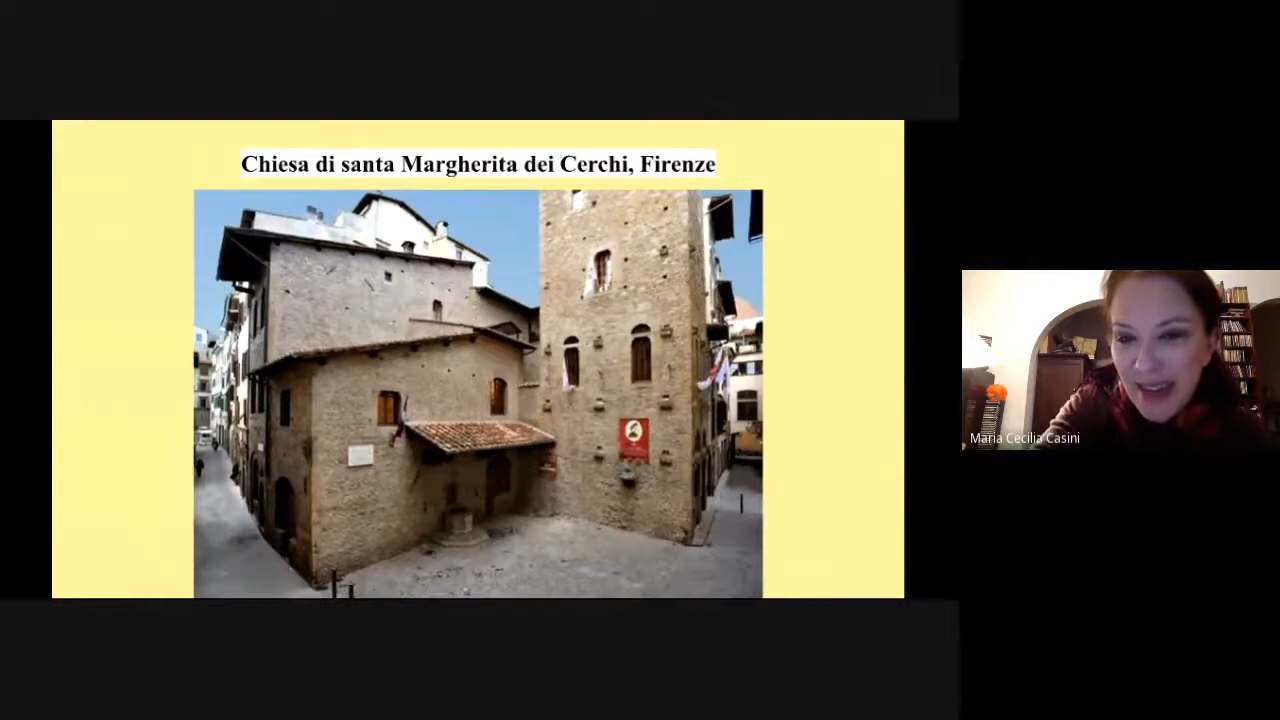 Chiesa di santa Margherita dei Cerchi, Firenze
Maria Cecilia Casini